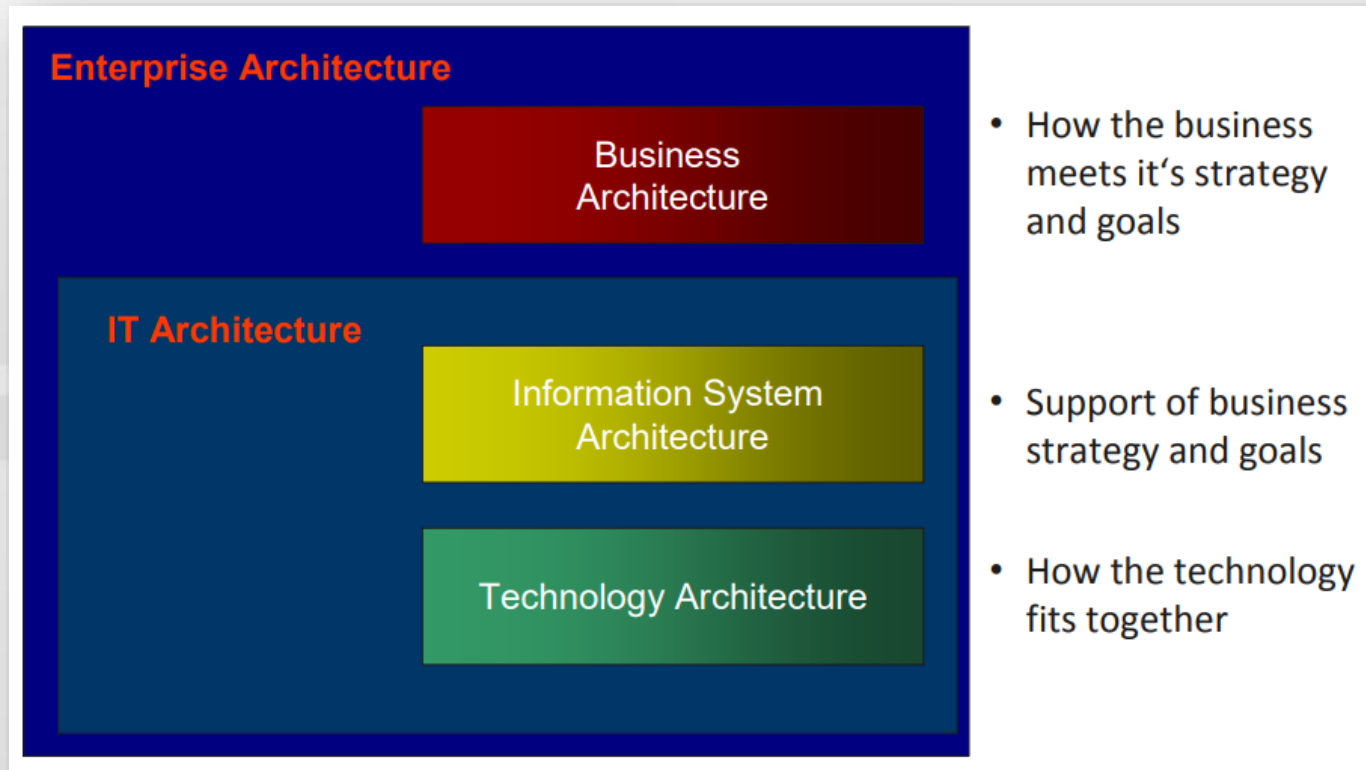 Enterprise Architecture
Business
Architecture
• How the business
meets it‘s strategy
and goals
IT Architecture
Information System
Architecture
• Support of business
strategy and goals
Technology Architecture
• How the technology
fits together